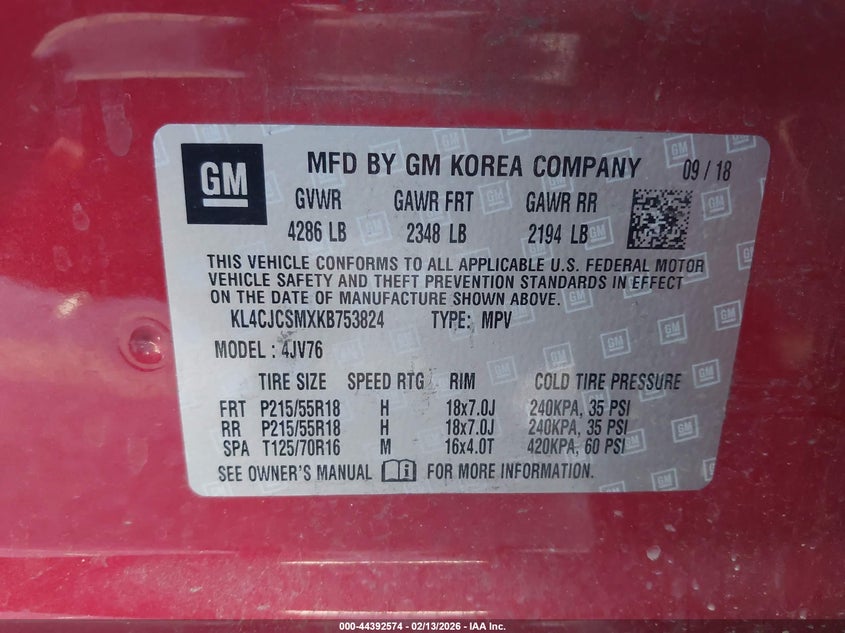 GM MFD BY GM KOREA COMPANY 09 / 18
GVWR GAWR FRT GAWR RR
4286 LB 2348 LB 2194 LB
THIS VEHICLE CONFORMS TO ALL APPLICABLE U.S. FEDERAL MOTOR
VEHICLE SAFETY AND THEFT PREVENTION STANDARDS IN EFFECT
ON THE DATE OF MANUFACTURE SHOWN ABOVE.
KL4CJCSMXKB753824 TYPE: MPV
MODEL : 4JV76
TIRE SIZE SPEED RTG RIM COLD TIRE PRESSURE
FRT P215/55R18 H 18x7.0J 240KPA, 35 PSI
RR P215/55R18 H 18x7.0J 240KPA, 35 PSI
SPA T125/70R16 M 16x4.0T 420KPA, 60 PSI
SEE OWNER'S MANUAL FOR MORE INFORMATION.
000-44392574 - 02/13/2026 - IAA Inc.